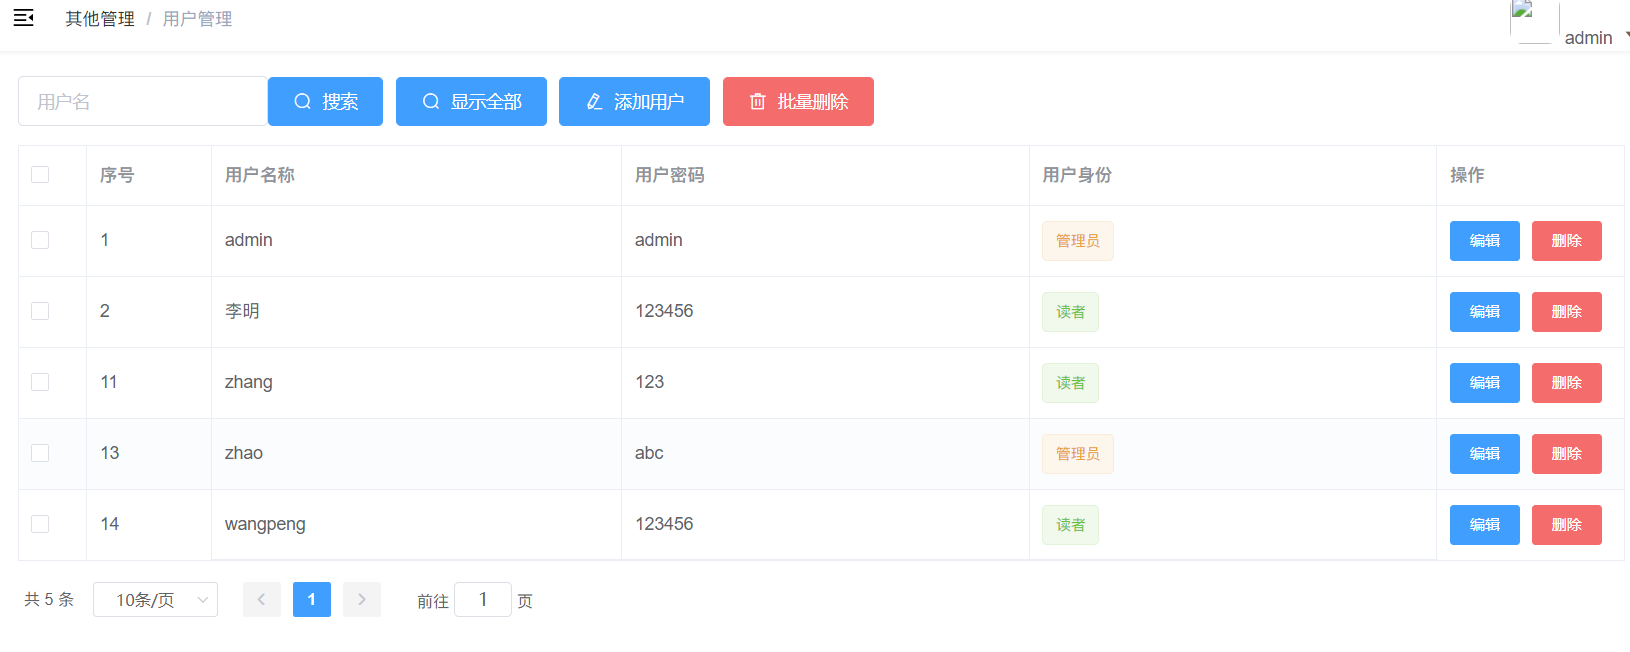 其他管理 / 用户管理
admin
用户名 搜索 显示全部 添加用户 批量删除
序号 用户名称 用户密码 用户身份 操作
1 admin admin 管理员 编辑 删除
2 李明 123456 读者 编辑 删除
11 zhang 123 读者 编辑 删除
13 zhao abc 管理员 编辑 删除
14 wangpeng 123456 读者 编辑 删除
共 5 条 10条/页 1 前往 1 页